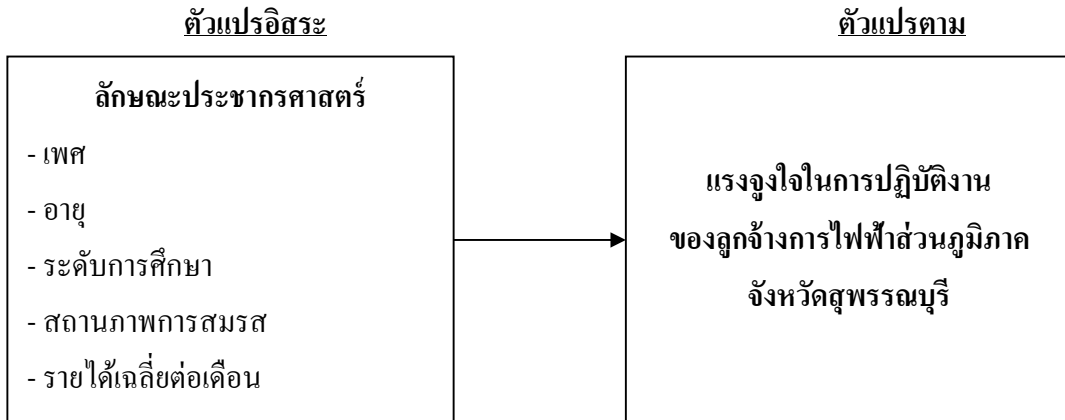 ตัวแปรอิสระ
ลักษณะประชากรศาสตร์
- เพศ
- อายุ
- ระดับการศึกษา
- สถานภาพการสมรส
- รายได้เฉลี่ยต่อเดือน
ตัวแปรตาม
แรงจูงใจในการปฏิบัติงาน
ของลูกจ้างการไฟฟ้าส่วนภูมิภาค
จังหวัดสุพรรณบุรี